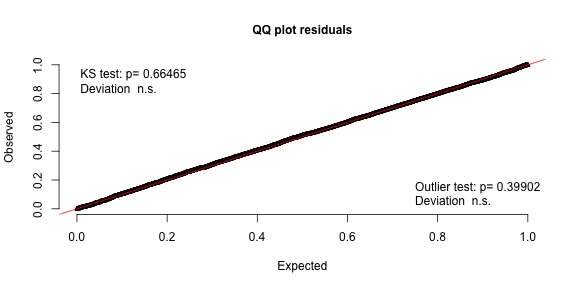 QQ plot residuals
KS test: p= 0.66465
Deviation n.s.
Outlier test: p= 0.39902
Deviation n.s.
Observed
0.0 0.2 0.4 0.6 0.8 1.0
0.0 0.2 0.4 0.6 0.8 1.0
Expected